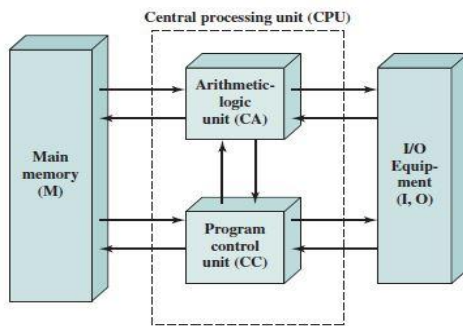 Central processing unit (CPU)
Arithmetic-
logic
unit (CA)
Main
memory
(M)
I/O
Equip-
ment
(I, O)
Program
control
unit (CC)